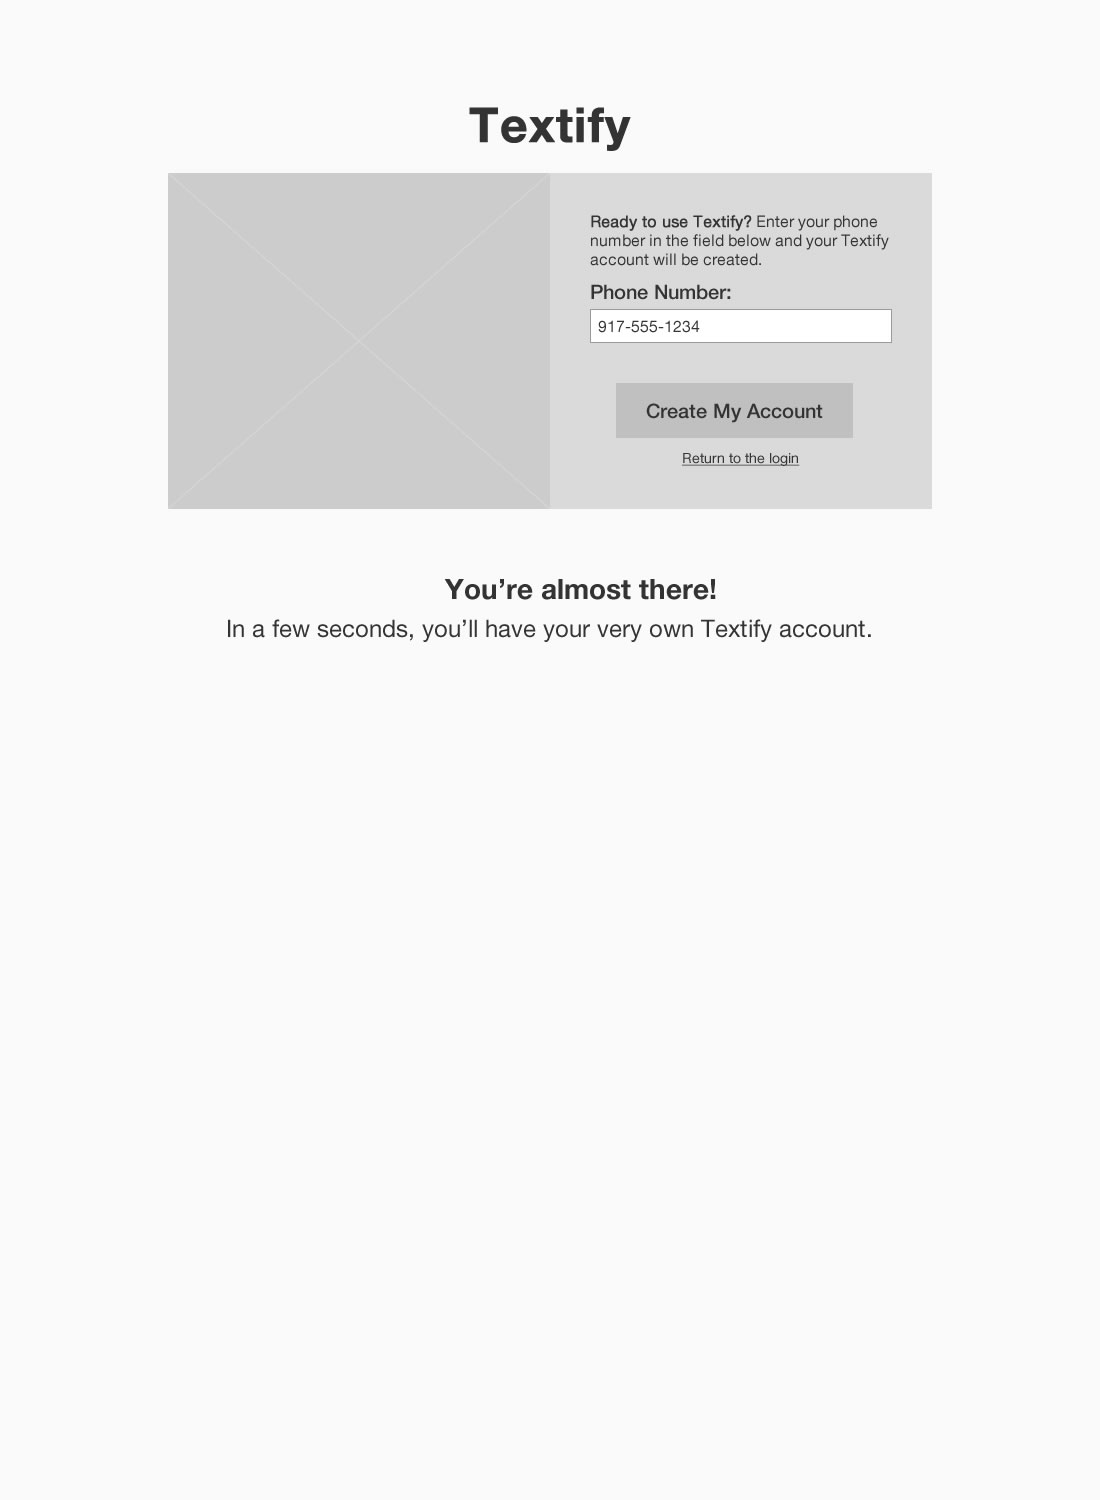 Textify
Ready to use Textify? Enter your phone
number in the field below and your Textify
account will be created.
Phone Number:
917-555-1234
Create My Account
Return to the login
You’re almost there!
In a few seconds, you’ll have your very own Textify account.